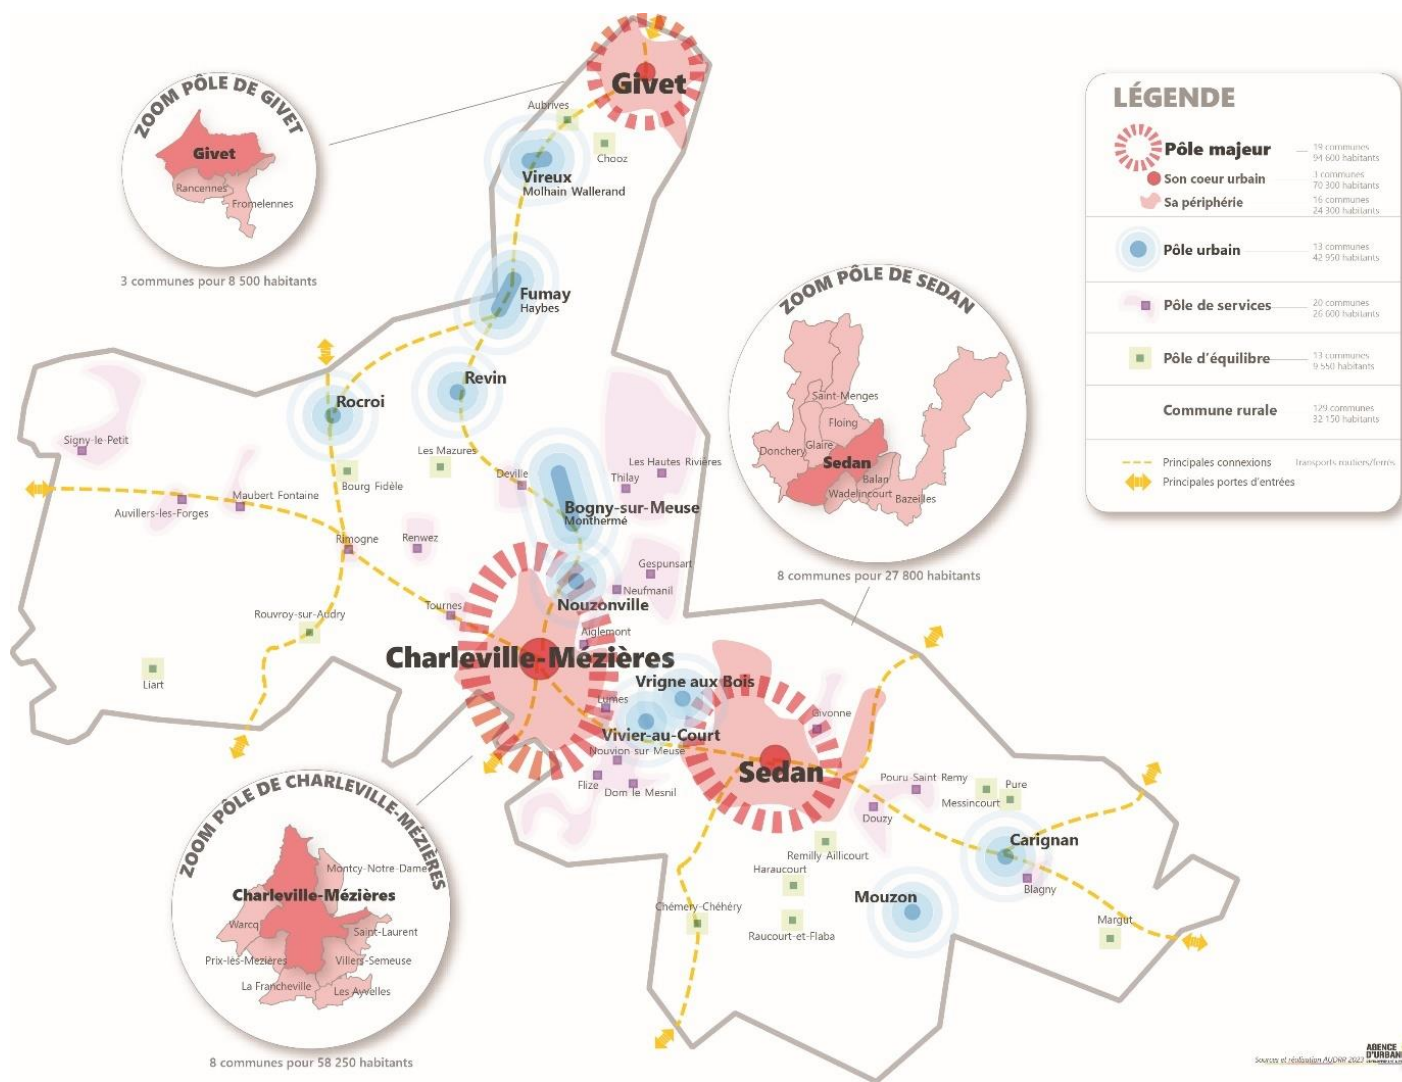 ZOOM PÔLE DE GIVET
Givet
Rancennes
Fromelennes
3 communes pour 8 500 habitants
Givet
Aubrives
Chooz
Vireux
Molhain Wallerand
Fumay
Haybes
Revin
Rocroi
Signy-le-Petit
Les Mazures
Bourg Fidèle
Deville
Les Hautes Rivières
Thilay
Maubert Fontaine
Auvillers-les-Forges
Bogny-sur-Meuse
Monthermé
Rimogne
Renwez
Gespunsart
Neufmanil
Nouzonville
Tournes
Rouvroy-sur-Audry
Aiglemont
Charleville-Mézières
Liart
Vrigne aux Bois
Lumes
Vivier-au-Court
Givonne
Nouvion sur Meuse
Sedan
Flize
Dom le Mesnil
Pouru Saint Remy
Pure
Messincourt
Douzy
Carignan
Remilly Aillicourt
Haraucourt
Blagny
Mouzon
Chémery-Chéhéry
Margut
Raucourt-et-Flaba
ZOOM PÔLE DE SEDAN
Saint-Menges
Floing
Glaire
Donchery
Sedan
Balan
Wadelincourt
Bazeilles
8 communes pour 27 800 habitants
ZOOM PÔLE DE CHARLEVILLE-MÉZIÈRES
Montcy-Notre-Dame
Charleville-Mézières
Warcq
Saint-Laurent
Prix-lès-Mezières
Villers-Semeuse
La Francheville
Les Ayvelles
8 communes pour 58 250 habitants
LÉGENDE
Pôle majeur
19 communes
94 600 habitants
Son coeur urbain
3 communes
70 300 habitants
Sa périphérie
16 communes
24 300 habitants
Pôle urbain
13 communes
42 950 habitants
Pôle de services
20 communes
26 600 habitants
Pôle d'équilibre
13 communes
9 550 habitants
Commune rurale
129 communes
32 150 habitants
Principales connexions
Transports routiers/ferrés
Principales portes d'entrées
Sources et réalisation AUDRR 2023
AGENCE
D'URBANI